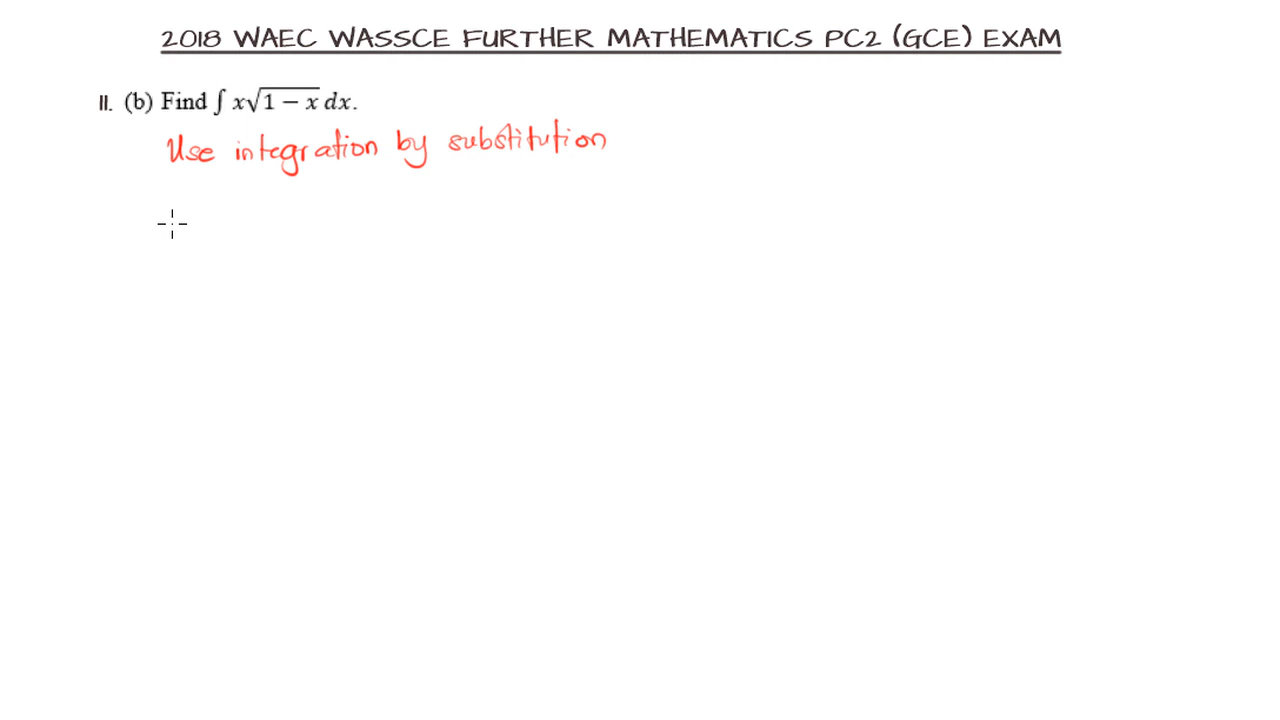 2018 WAEC WASSCE FURTHER MATHEMATICS PC2 (GCE) EXAM
11. (b) Find ∫ x√1 − x dx.
Use integration by substitution